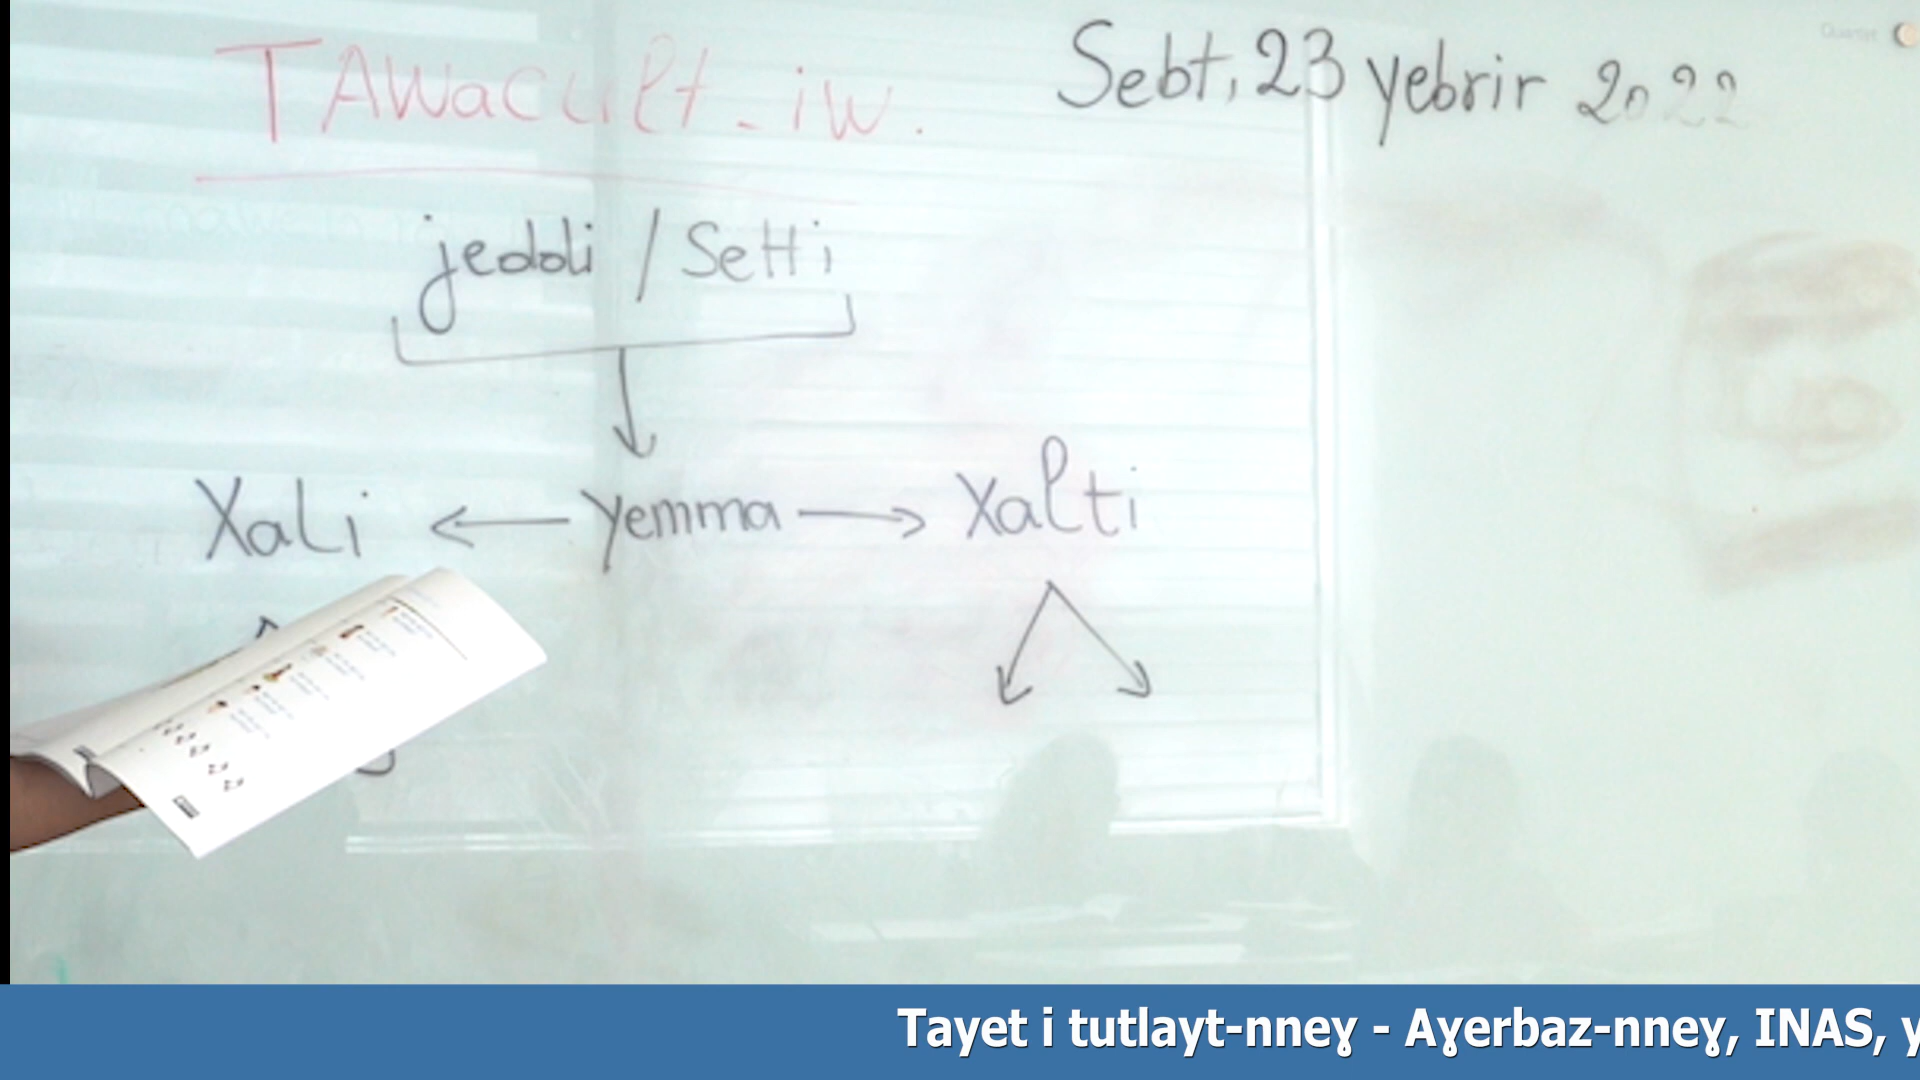 TAWaCult-iw.
Sebt, 23 yebrir 2022
jeddi / Setti
Xali ← yemma → Xalti
Tayet i tutlayt-nneɣ - Aɣerbaz-nneɣ, INAS, y